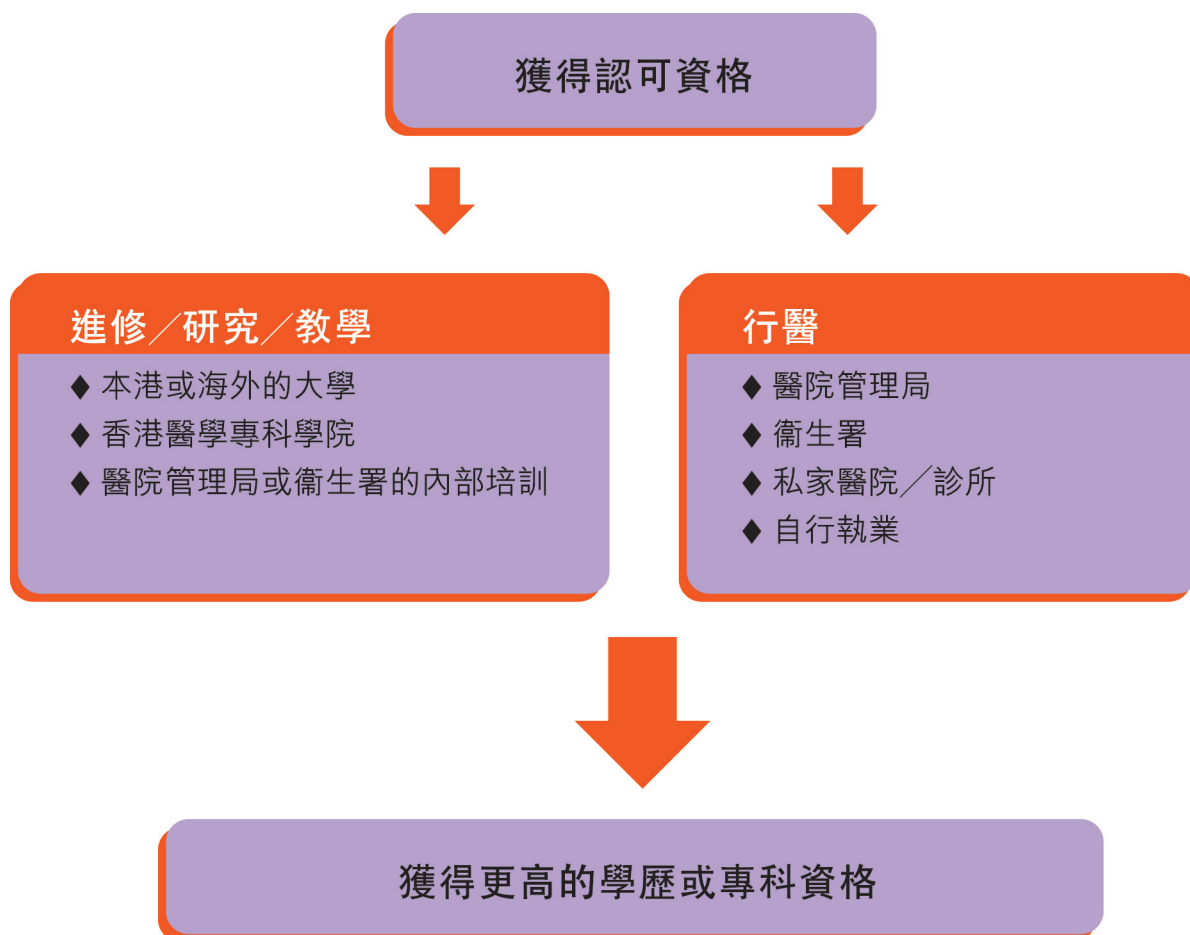 獲得認可資格
進修／研究／教學
◆ 本港或海外的大學
◆ 香港醫學專科學院
◆ 醫院管理局或衞生署的內部培訓
行醫
◆ 醫院管理局
◆ 衞生署
◆ 私家醫院／診所
◆ 自行執業
獲得更高的學歷或專科資格